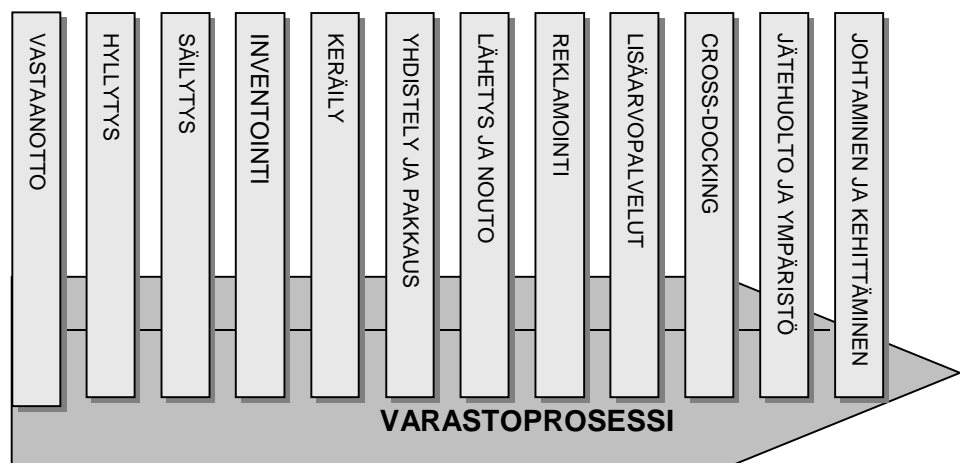 VASTAANOTTO
HYLLYTYS
SÄILYTYS
INVENTOINTI
KERÄILY
YHDISTELY JA PAKKAUS
LÄHETYS JA NOUTO
REKLAMOINTI
LISÄARVOPALVELUT
CROSS-DOCKING
JÄTEHUOLTO JA YMPÄRISTÖ
JOHTAMINEN JA KEHITTÄMINEN
VARASTOPROSESSI